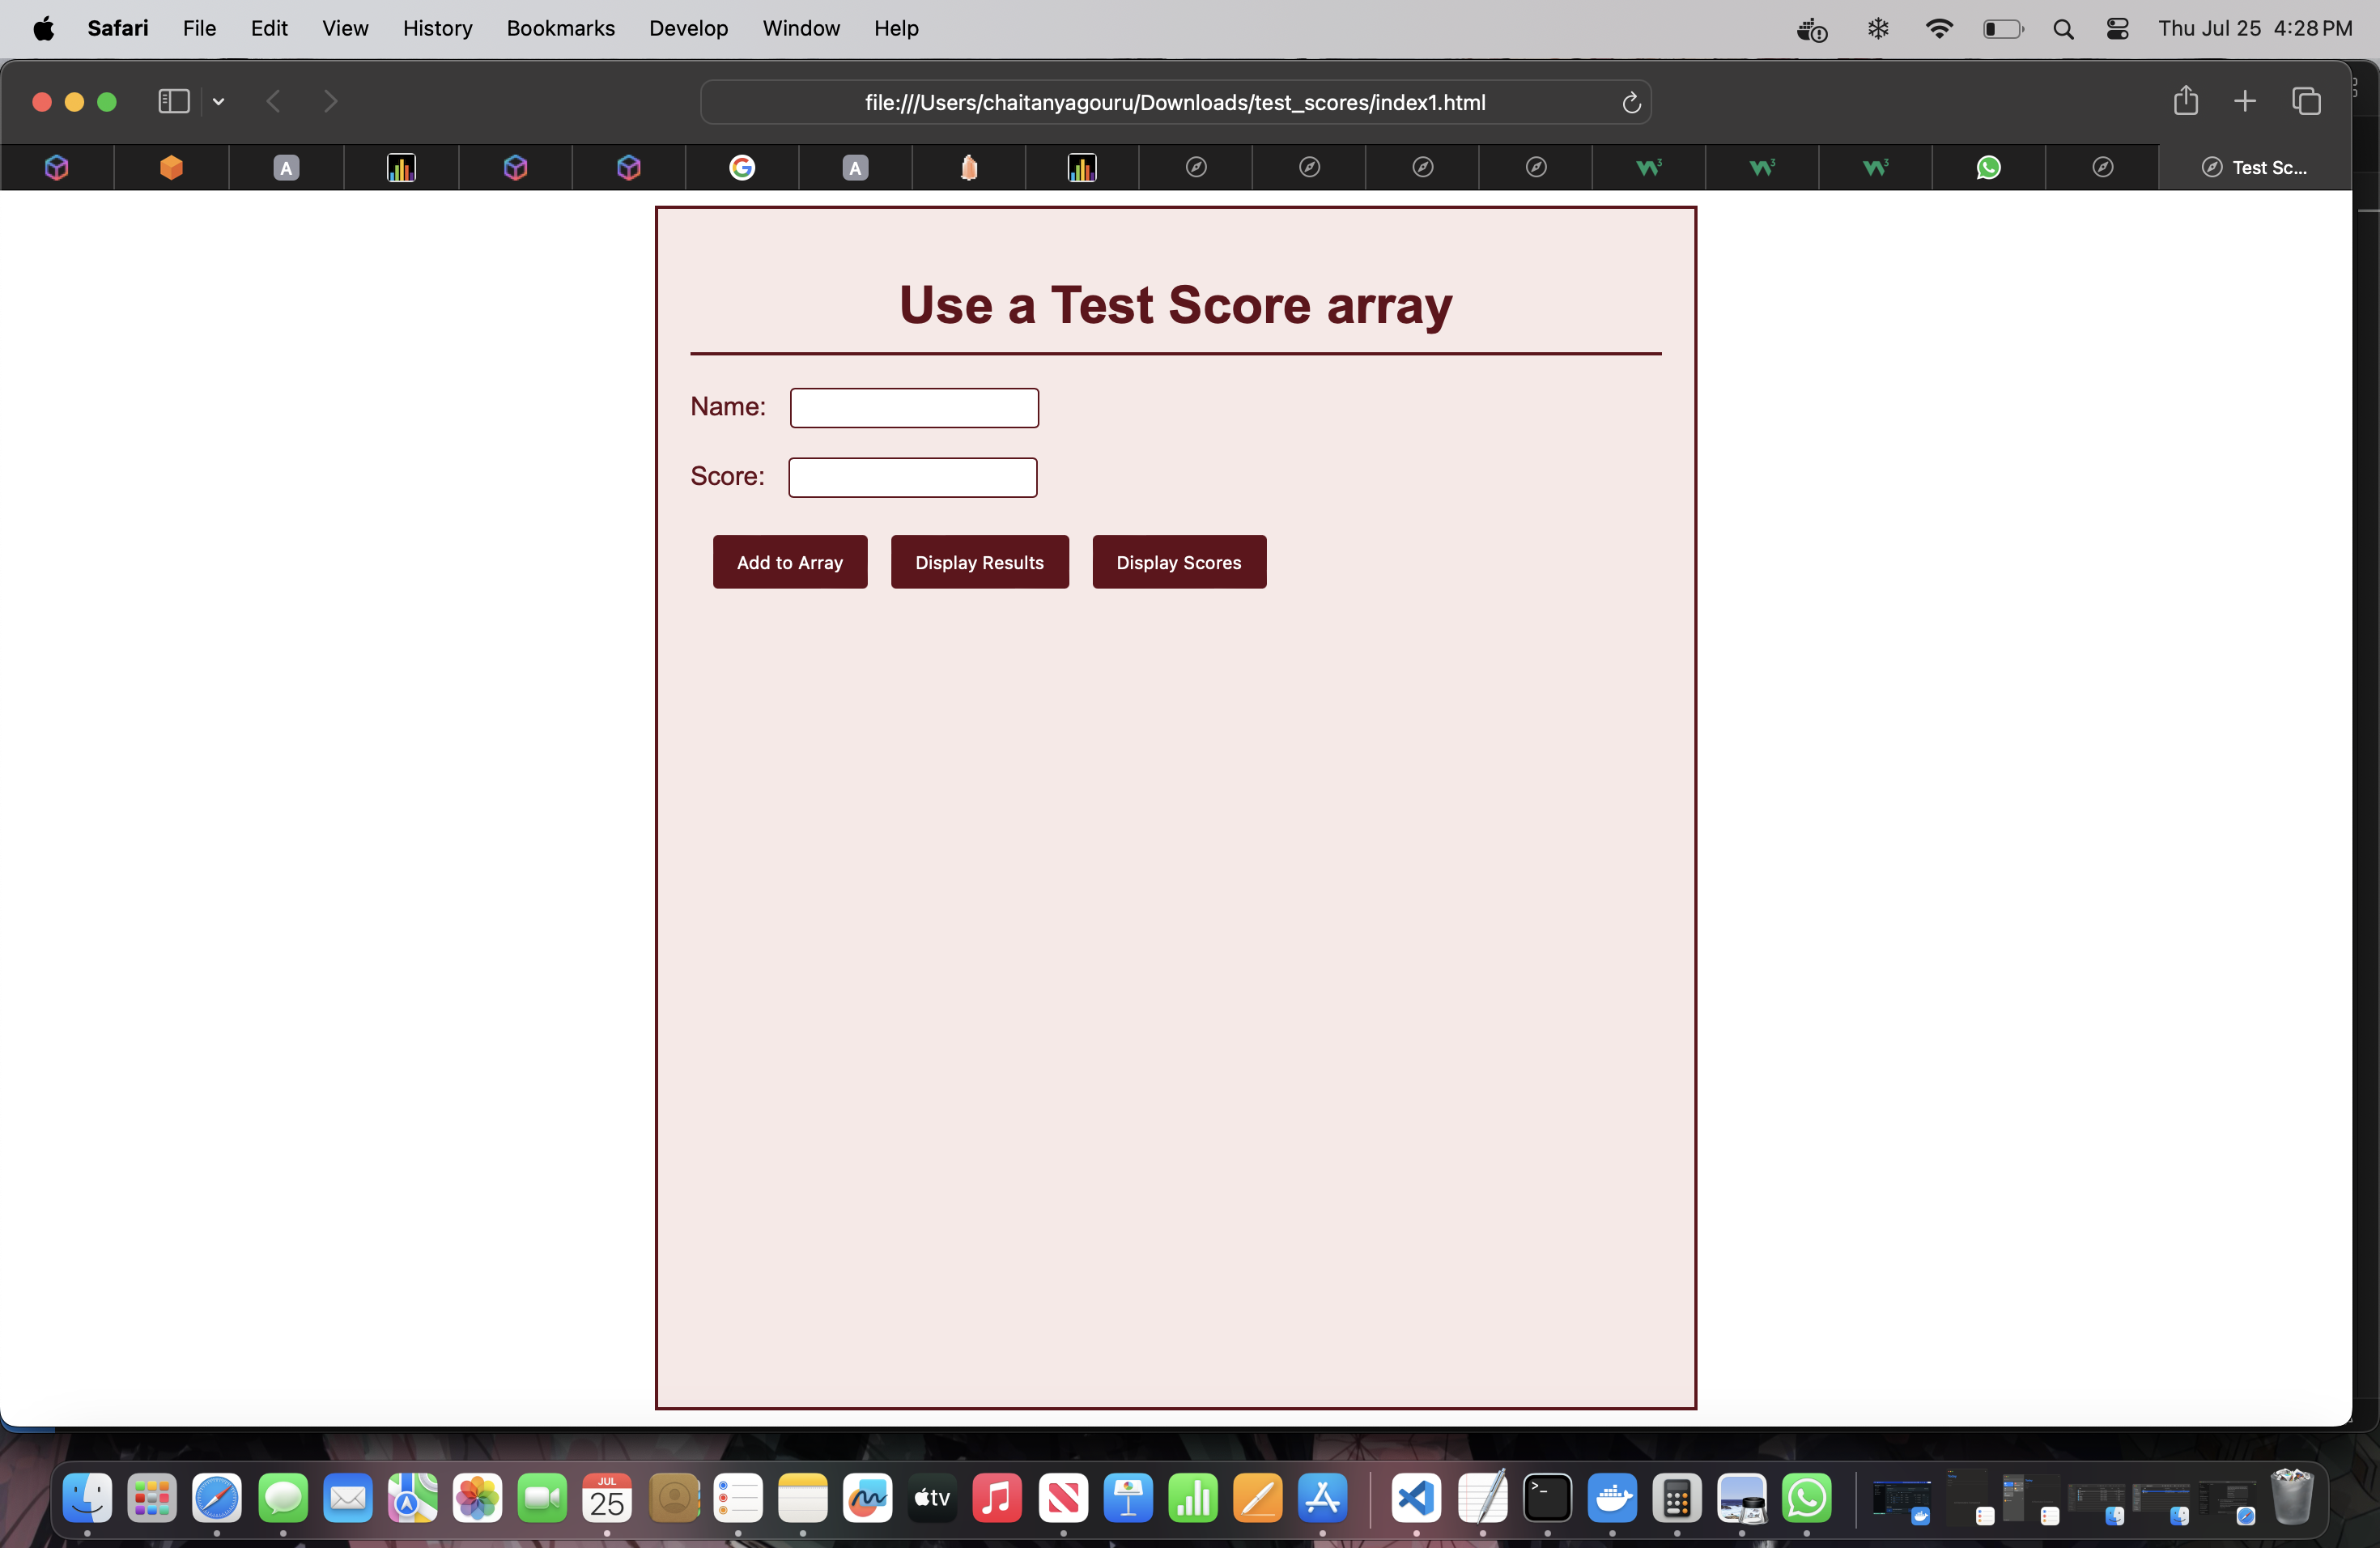 Safari File Edit View History Bookmarks Develop Window Help Thu Jul 25 4:28 PM
file:///Users/chaitanyagouru/Downloads/test_scores/index1.html
A A Test Sc...
Use a Test Score array
Name:
Score:
Add to Array Display Results Display Scores
JUL
25
tv
>_